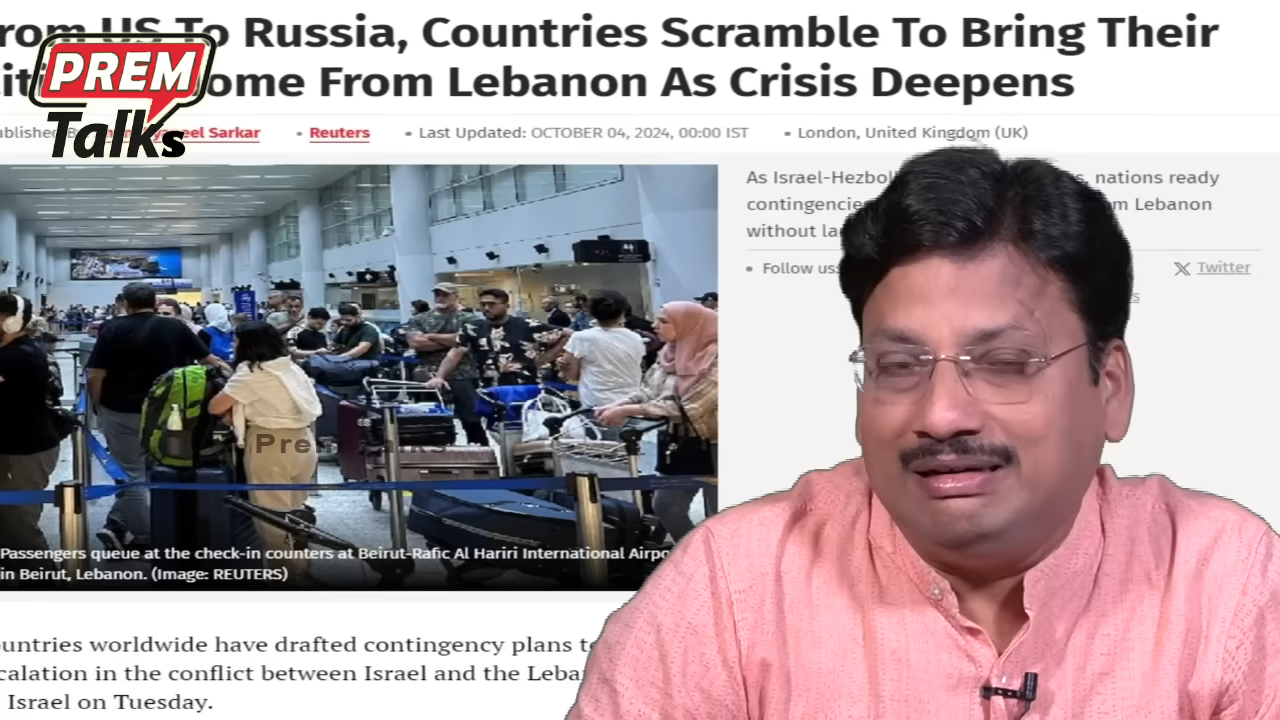 rom US To Russia, Countries Scramble To Bring Their
ome From Lebanon As Crisis Deepens
PREM
Talks
eel Sarkar • Reuters • Last Updated: OCTOBER 04, 2024, 00:00 IST • London, United Kingdom (UK)
As Israel-Hezbol s, nations ready
contingencie m Lebanon
without la
• Follow us:
Twitter
Prem Talks
Passengers queue at the check-in counters at Beirut-Rafic Al Hariri International Airpo
in Beirut, Lebanon. (Image: REUTERS)
ountries worldwide have drafted contingency plans t
calation in the conflict between Israel and the Leba
Israel on Tuesday.